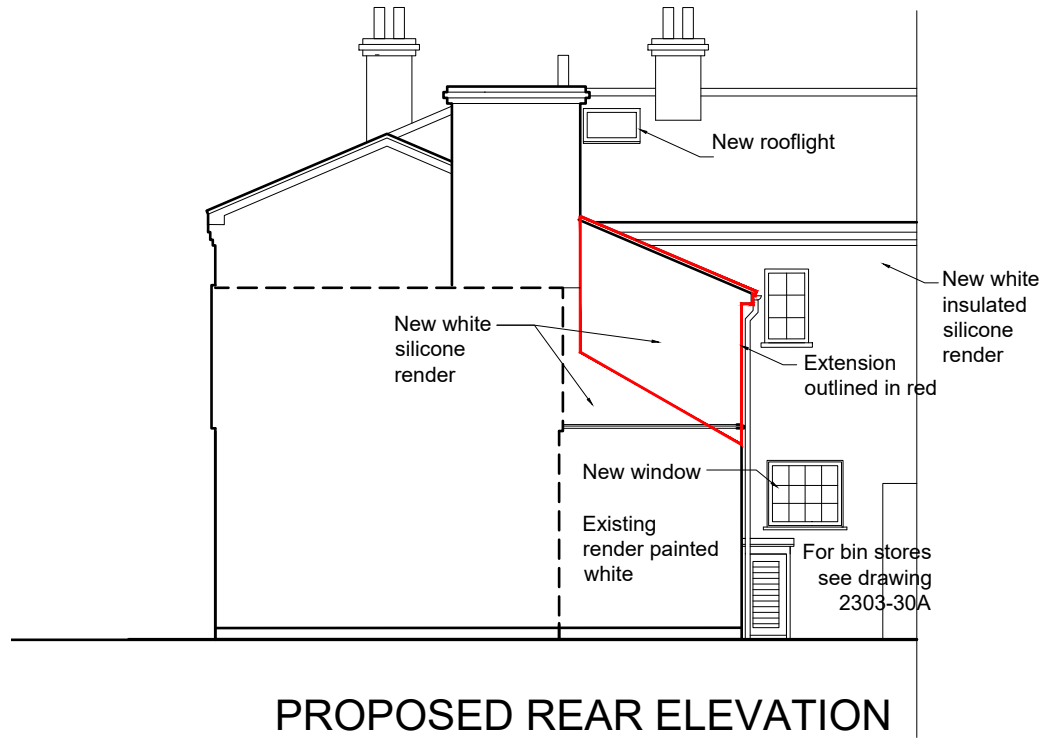 New rooflight
New white
insulated
silicone
render
New white
silicone
render
Extension
outlined in red
New window
Existing
render painted
white
For bin stores
see drawing
2303-30A
PROPOSED REAR ELEVATION